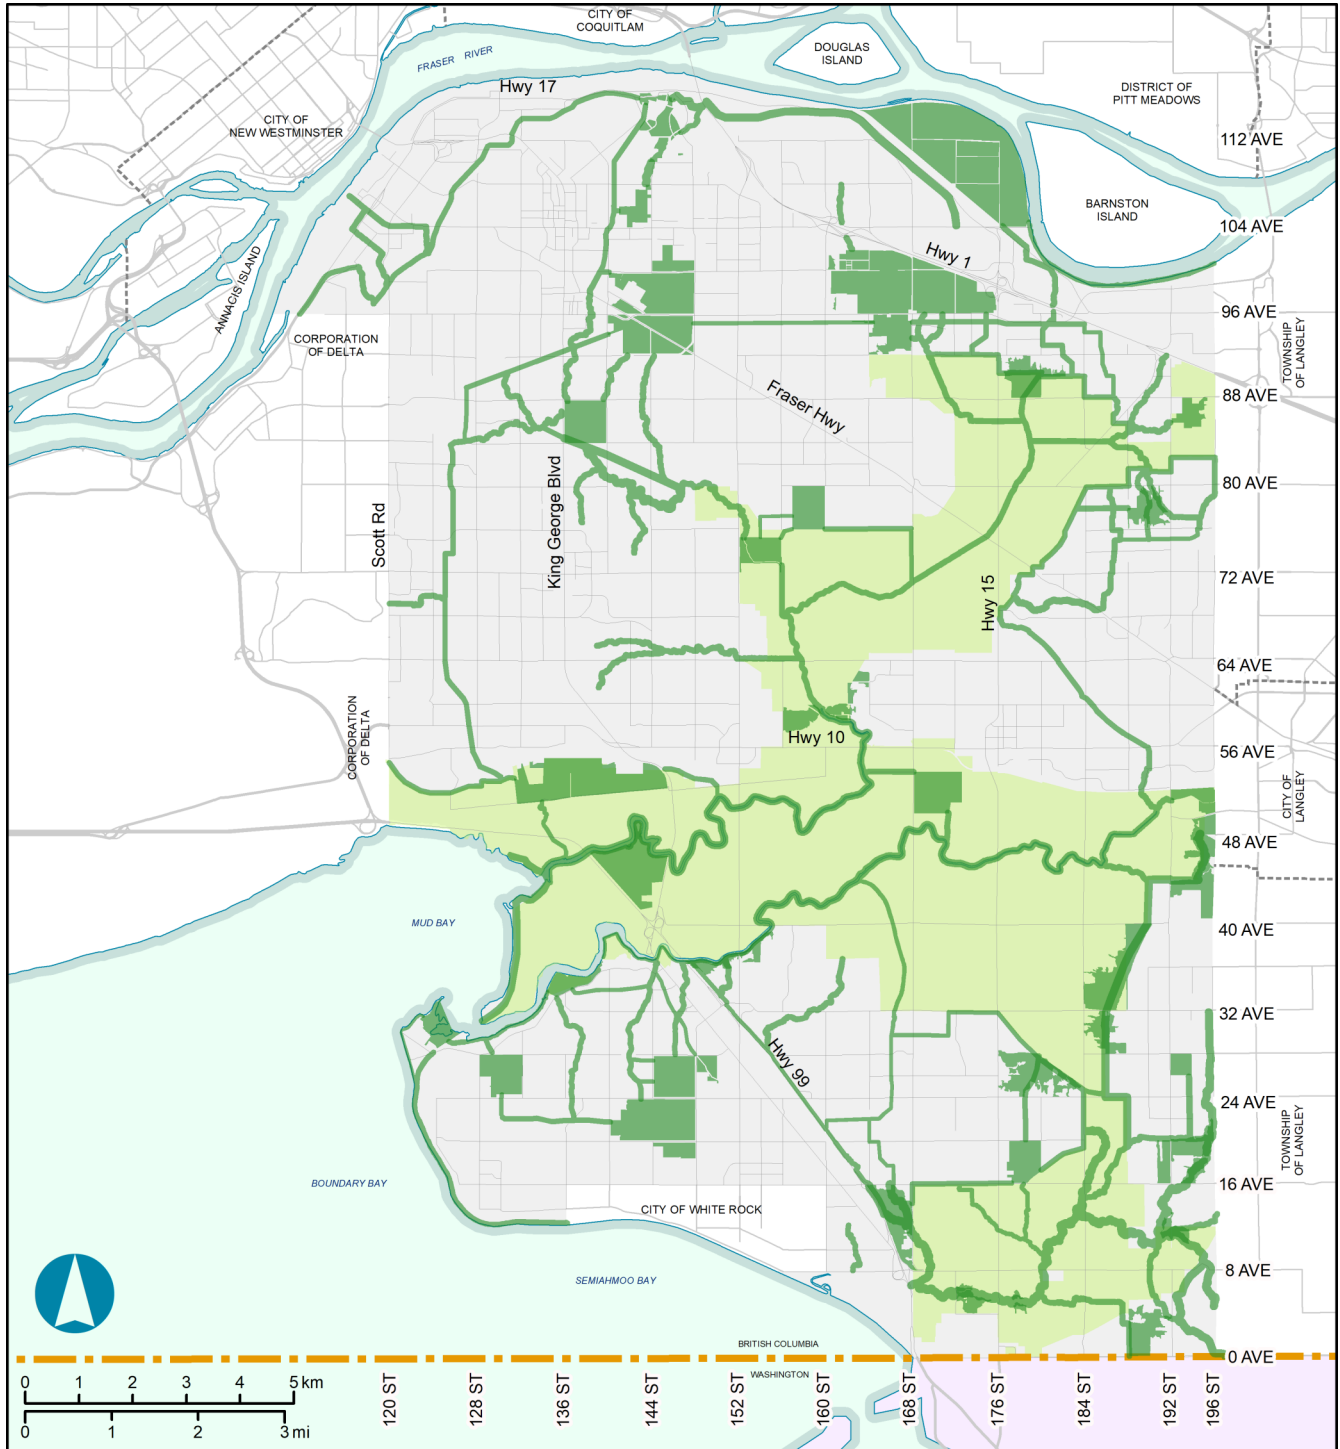 CITY OF
COQUITLAM
DOUGLAS
ISLAND
FRASER RIVER
Hwy 17
DISTRICT OF
PITT MEADOWS
CITY OF
NEW WESTMINSTER
112 AVE
BARNSTON
ISLAND
104 AVE
Hwy 1
ANNACIS ISLAND
96 AVE
CORPORATION
OF DELTA
TOWNSHIP
OF LANGLEY
88 AVE
Fraser Hwy
80 AVE
King George Blvd
Scott Rd
72 AVE
Hwy 15
64 AVE
CORPORATION
OF DELTA
Hwy 10
56 AVE
CITY OF
LANGLEY
48 AVE
MUD BAY
40 AVE
32 AVE
Hwy 99
24 AVE
TOWNSHIP
OF LANGLEY
BOUNDARY BAY
16 AVE
CITY OF WHITE ROCK
8 AVE
SEMIAHMOO BAY
BRITISH COLUMBIA
0 AVE
WASHINGTON
0 1 2 3 4 5 km
0 1 2 3 mi
120 ST
128 ST
136 ST
144 ST
152 ST
160 ST
168 ST
176 ST
184 ST
192 ST
196 ST